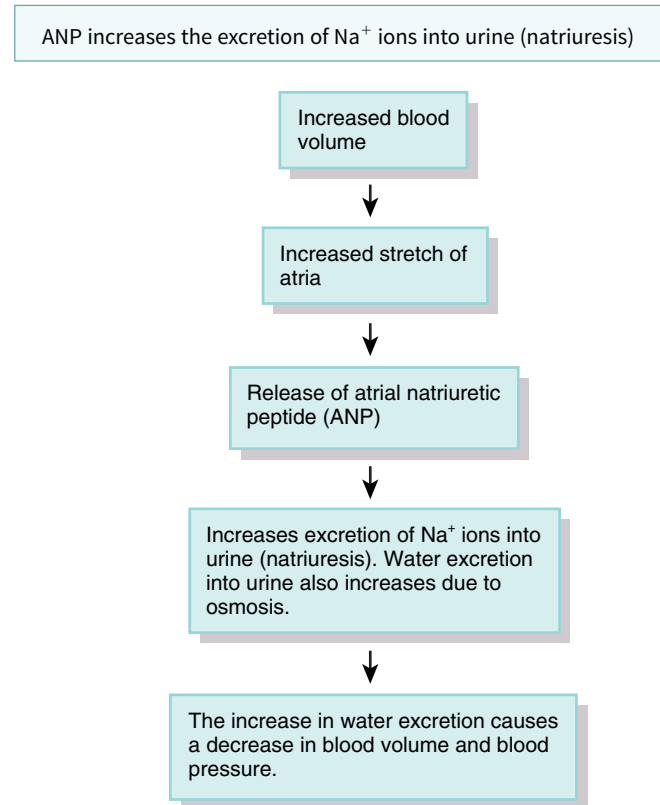 ANP increases the excretion of Na⁺ ions into urine (natriuresis)
Increased blood
volume
Increased stretch of
atria
Release of atrial natriuretic
peptide (ANP)
Increases excretion of Na⁺ ions into
urine (natriuresis). Water excretion
into urine also increases due to
osmosis.
The increase in water excretion causes
a decrease in blood volume and blood
pressure.